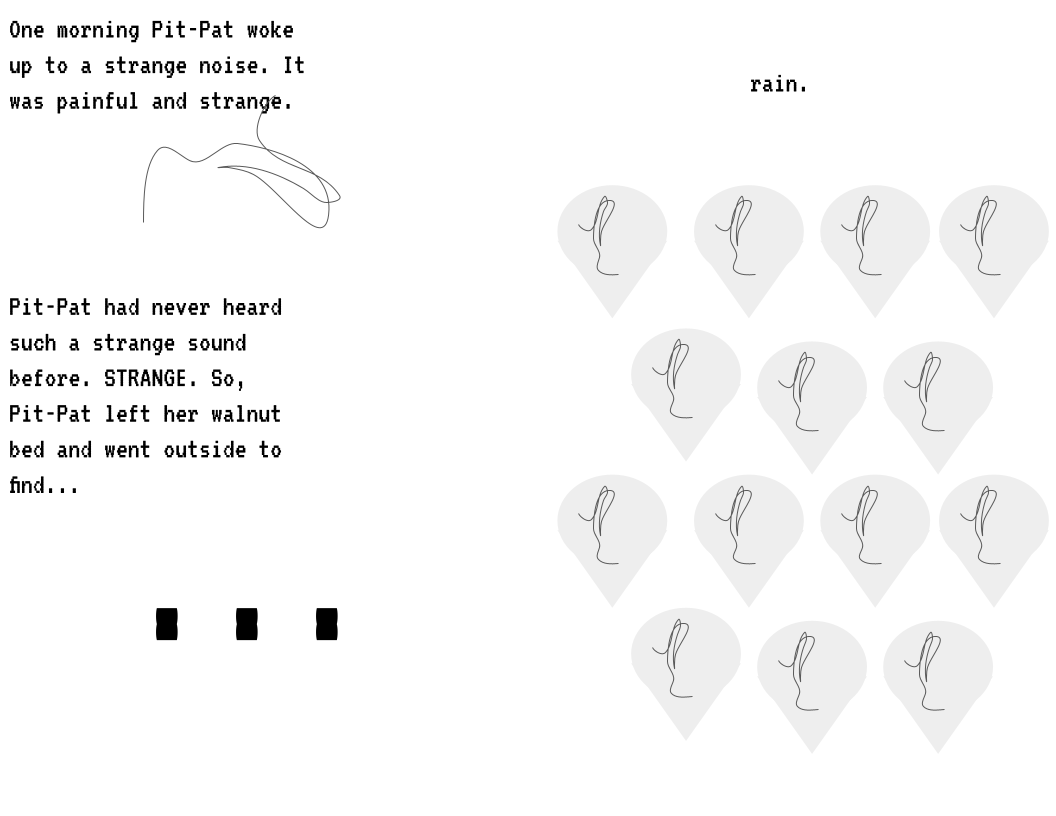 One morning Pit-Pat woke
up to a strange noise. It
was painful and strange.
Pit-Pat had never heard
such a strange sound
before. STRANGE. So,
Pit-Pat left her walnut
bed and went outside to
find...
...
rain.